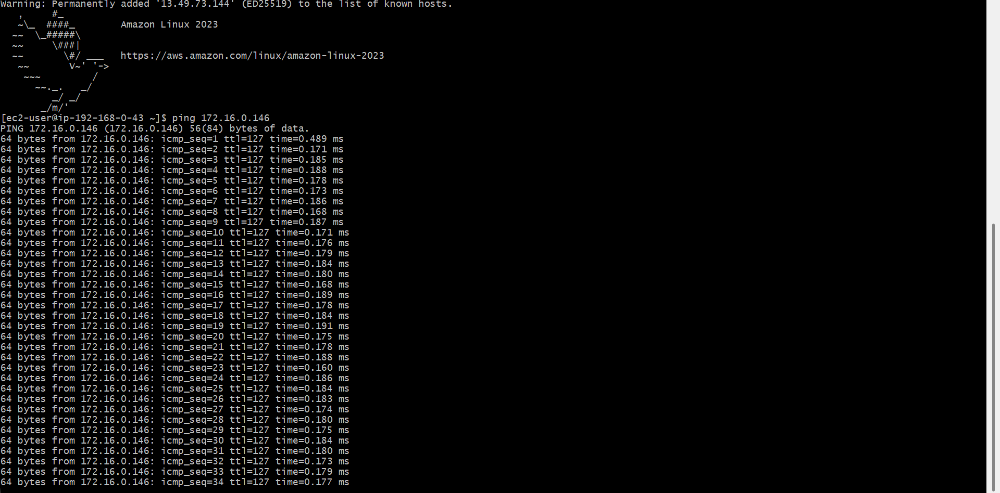 Warning: Permanently added '13.49.73.144' (ED25519) to the list of known hosts.
   ,     #_
   ~\_  ####_        Amazon Linux 2023
  ~~  \_#####\
  ~~     \###|
  ~~       \#/ ___   https://aws.amazon.com/linux/amazon-linux-2023
   ~~       V~' '->
    ~~~         /
      ~~._.   _/
         _/ _/
       _/m/'
[ec2-user@ip-192-168-0-43 ~]$ ping 172.16.0.146
PING 172.16.0.146 (172.16.0.146) 56(84) bytes of data.
64 bytes from 172.16.0.146: icmp_seq=1 ttl=127 time=0.489 ms
64 bytes from 172.16.0.146: icmp_seq=2 ttl=127 time=0.171 ms
64 bytes from 172.16.0.146: icmp_seq=3 ttl=127 time=0.185 ms
64 bytes from 172.16.0.146: icmp_seq=4 ttl=127 time=0.188 ms
64 bytes from 172.16.0.146: icmp_seq=5 ttl=127 time=0.178 ms
64 bytes from 172.16.0.146: icmp_seq=6 ttl=127 time=0.173 ms
64 bytes from 172.16.0.146: icmp_seq=7 ttl=127 time=0.186 ms
64 bytes from 172.16.0.146: icmp_seq=8 ttl=127 time=0.168 ms
64 bytes from 172.16.0.146: icmp_seq=9 ttl=127 time=0.187 ms
64 bytes from 172.16.0.146: icmp_seq=10 ttl=127 time=0.171 ms
64 bytes from 172.16.0.146: icmp_seq=11 ttl=127 time=0.176 ms
64 bytes from 172.16.0.146: icmp_seq=12 ttl=127 time=0.179 ms
64 bytes from 172.16.0.146: icmp_seq=13 ttl=127 time=0.184 ms
64 bytes from 172.16.0.146: icmp_seq=14 ttl=127 time=0.180 ms
64 bytes from 172.16.0.146: icmp_seq=15 ttl=127 time=0.168 ms
64 bytes from 172.16.0.146: icmp_seq=16 ttl=127 time=0.189 ms
64 bytes from 172.16.0.146: icmp_seq=17 ttl=127 time=0.178 ms
64 bytes from 172.16.0.146: icmp_seq=18 ttl=127 time=0.184 ms
64 bytes from 172.16.0.146: icmp_seq=19 ttl=127 time=0.191 ms
64 bytes from 172.16.0.146: icmp_seq=20 ttl=127 time=0.175 ms
64 bytes from 172.16.0.146: icmp_seq=21 ttl=127 time=0.178 ms
64 bytes from 172.16.0.146: icmp_seq=22 ttl=127 time=0.188 ms
64 bytes from 172.16.0.146: icmp_seq=23 ttl=127 time=0.160 ms
64 bytes from 172.16.0.146: icmp_seq=24 ttl=127 time=0.186 ms
64 bytes from 172.16.0.146: icmp_seq=25 ttl=127 time=0.184 ms
64 bytes from 172.16.0.146: icmp_seq=26 ttl=127 time=0.183 ms
64 bytes from 172.16.0.146: icmp_seq=27 ttl=127 time=0.174 ms
64 bytes from 172.16.0.146: icmp_seq=28 ttl=127 time=0.180 ms
64 bytes from 172.16.0.146: icmp_seq=29 ttl=127 time=0.175 ms
64 bytes from 172.16.0.146: icmp_seq=30 ttl=127 time=0.184 ms
64 bytes from 172.16.0.146: icmp_seq=31 ttl=127 time=0.180 ms
64 bytes from 172.16.0.146: icmp_seq=32 ttl=127 time=0.173 ms
64 bytes from 172.16.0.146: icmp_seq=33 ttl=127 time=0.179 ms
64 bytes from 172.16.0.146: icmp_seq=34 ttl=127 time=0.177 ms